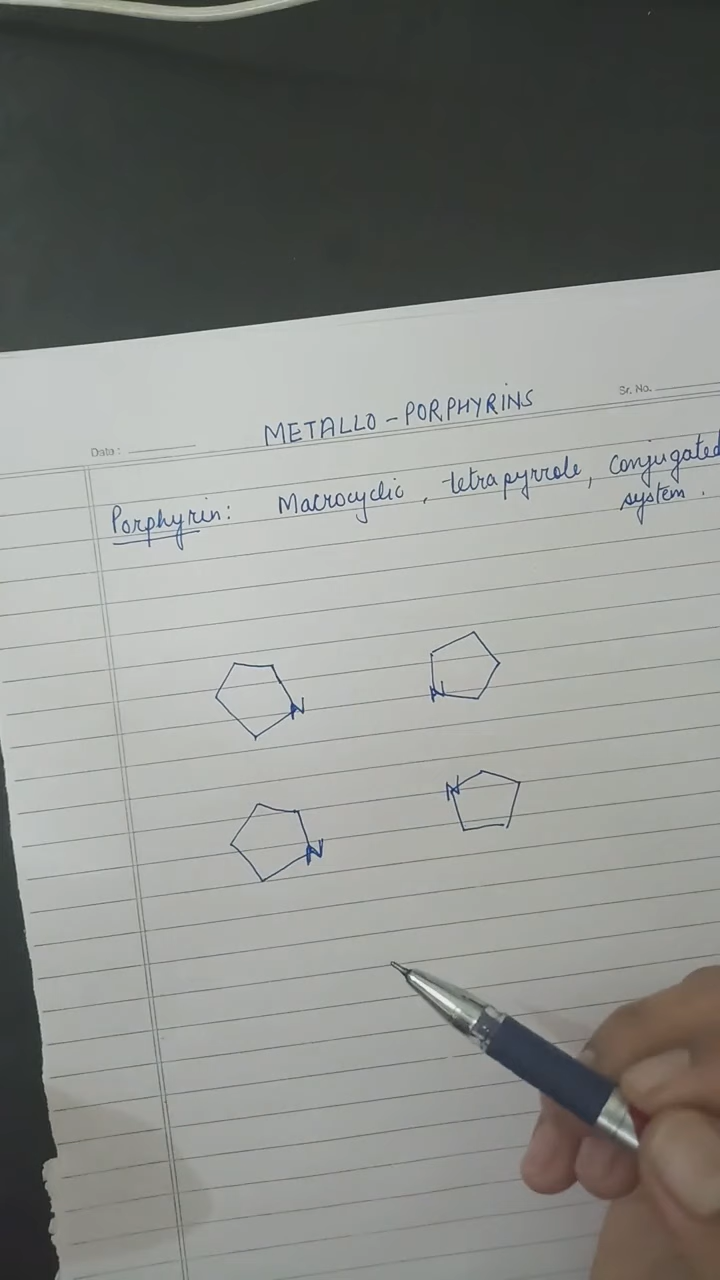 Sr. No.
METALLO - PORPHYRINS
Date :
Porphyrin: Macrocyclic, tetrapyrrole, conjugated
system.
N N
N N